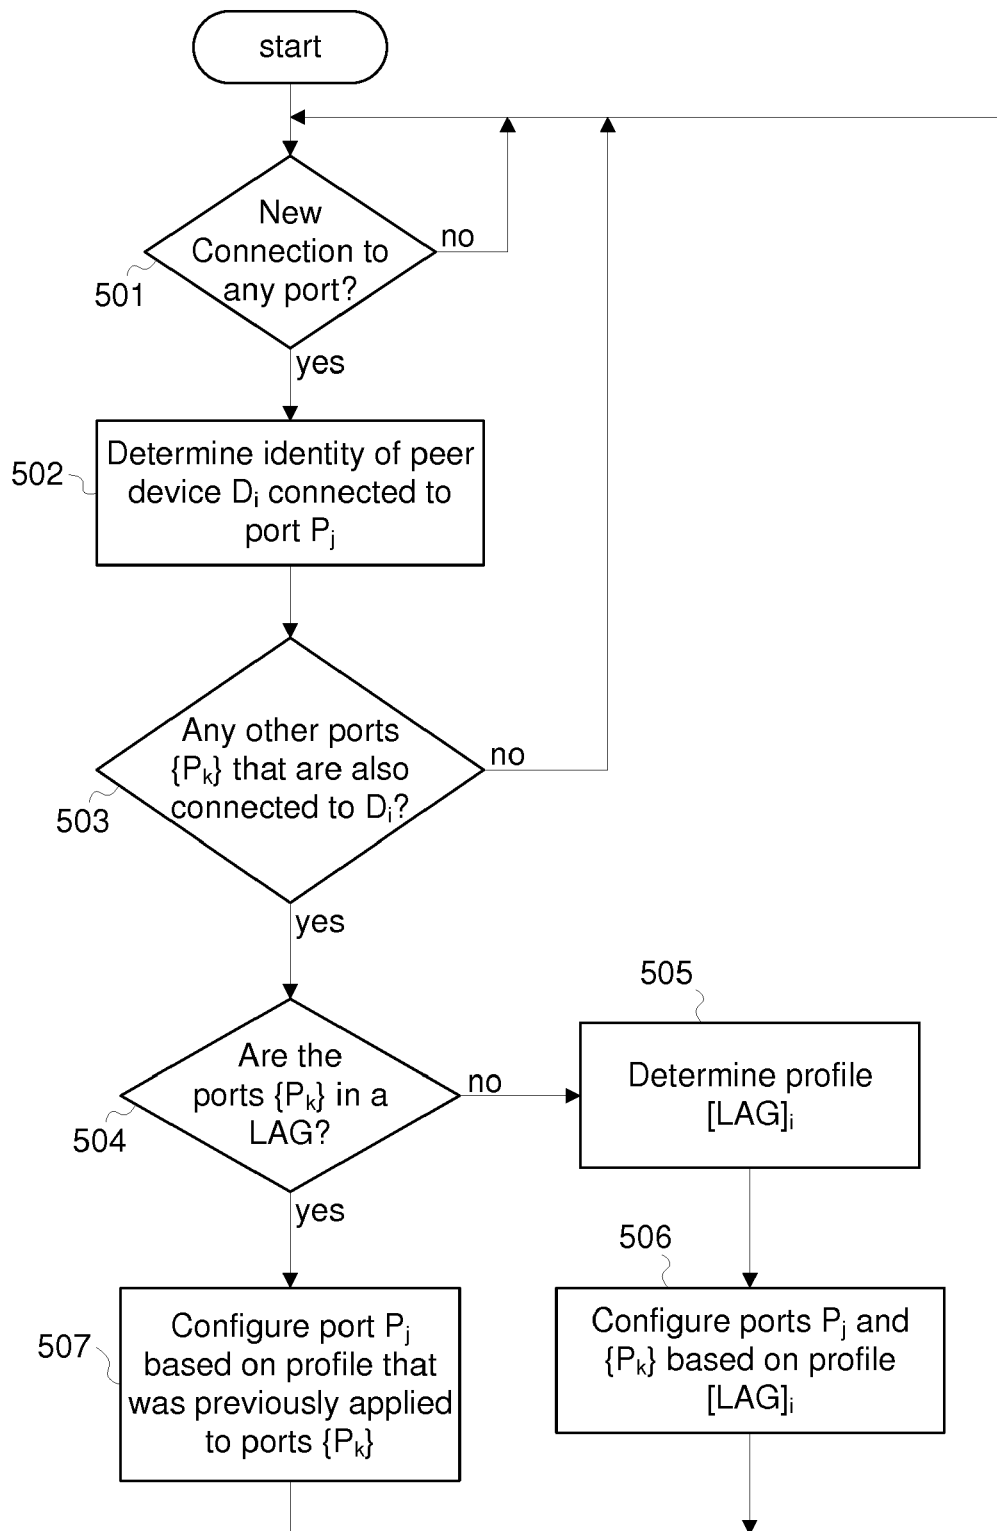 start
New
Connection to
any port?
no
501
yes
Determine identity of peer
device Di connected to
port Pj
502
Any other ports
{Pk} that are also
connected to Di?
no
503
yes
505
Are the
ports {Pk} in a
LAG?
no
504
Determine profile
[LAG]i
yes
506
Configure port Pj
based on profile that
was previously applied
to ports {Pk}
507
Configure ports Pj and
{Pk} based on profile
[LAG]i